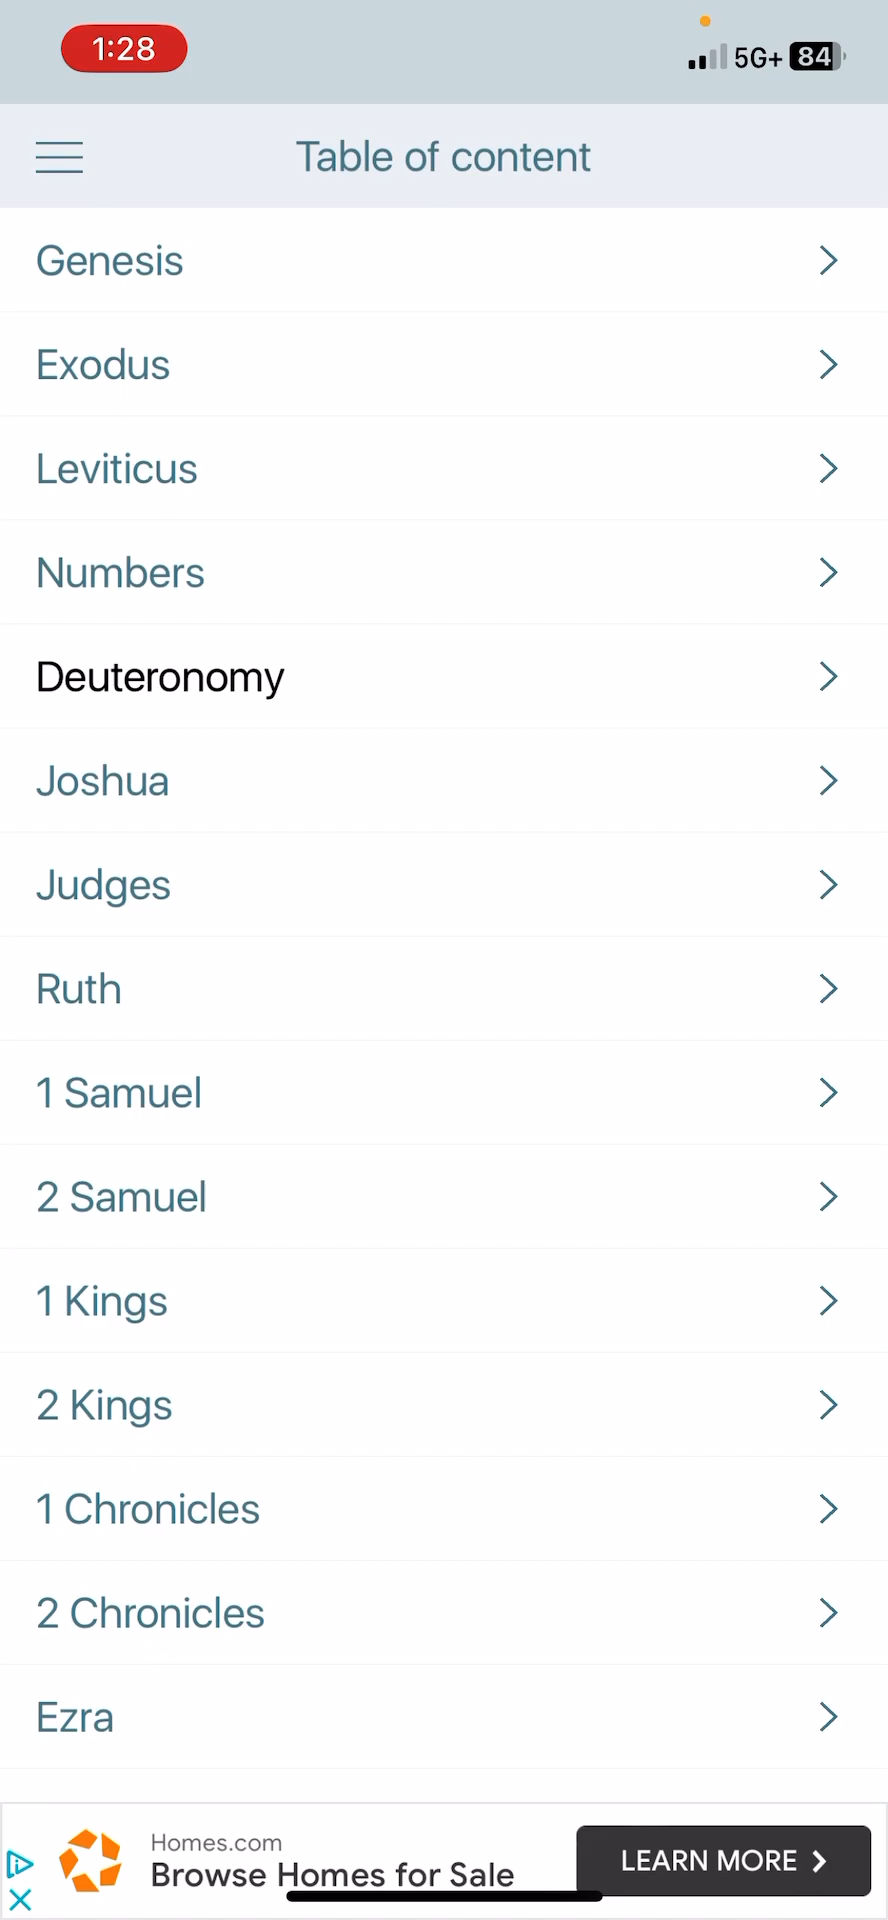 1:28
5G+ 84
Table of content
Genesis
Exodus
Leviticus
Numbers
Deuteronomy
Joshua
Judges
Ruth
1 Samuel
2 Samuel
1 Kings
2 Kings
1 Chronicles
2 Chronicles
Ezra
Homes.com
Browse Homes for Sale
LEARN MORE